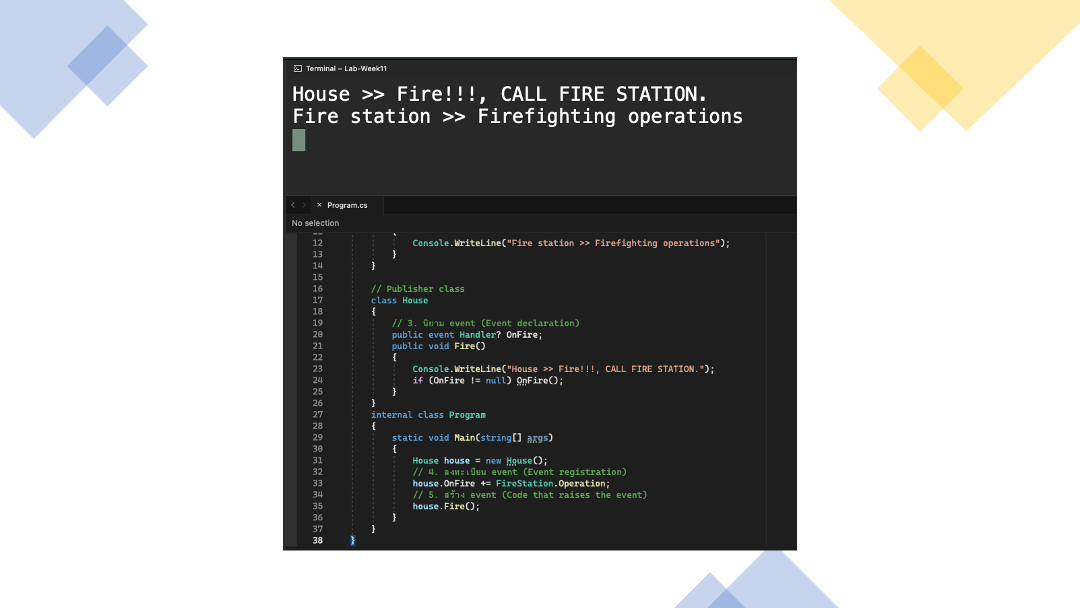 Terminal – Lab-Week11
House >> Fire!!!, CALL FIRE STATION.
Fire station >> Firefighting operations
Program.cs
No selection
12 Console.WriteLine("Fire station >> Firefighting operations");
13 }
14 }
15
16 // Publisher class
17 class House
18 {
19 // 3. นิยาม event (Event declaration)
20 public event Handler? OnFire;
21 public void Fire()
22 {
23 Console.WriteLine("House >> Fire!!!, CALL FIRE STATION.");
24 if (OnFire != null) OnFire();
25 }
26 }
27 internal class Program
28 {
29 static void Main(string[] args)
30 {
31 House house = new House();
32 // 4. ลงทะเบียน event (Event registration)
33 house.OnFire += FireStation.Operation;
34 // 5. สร้าง event (Code that raises the event)
35 house.Fire();
36 }
37 }
38 }